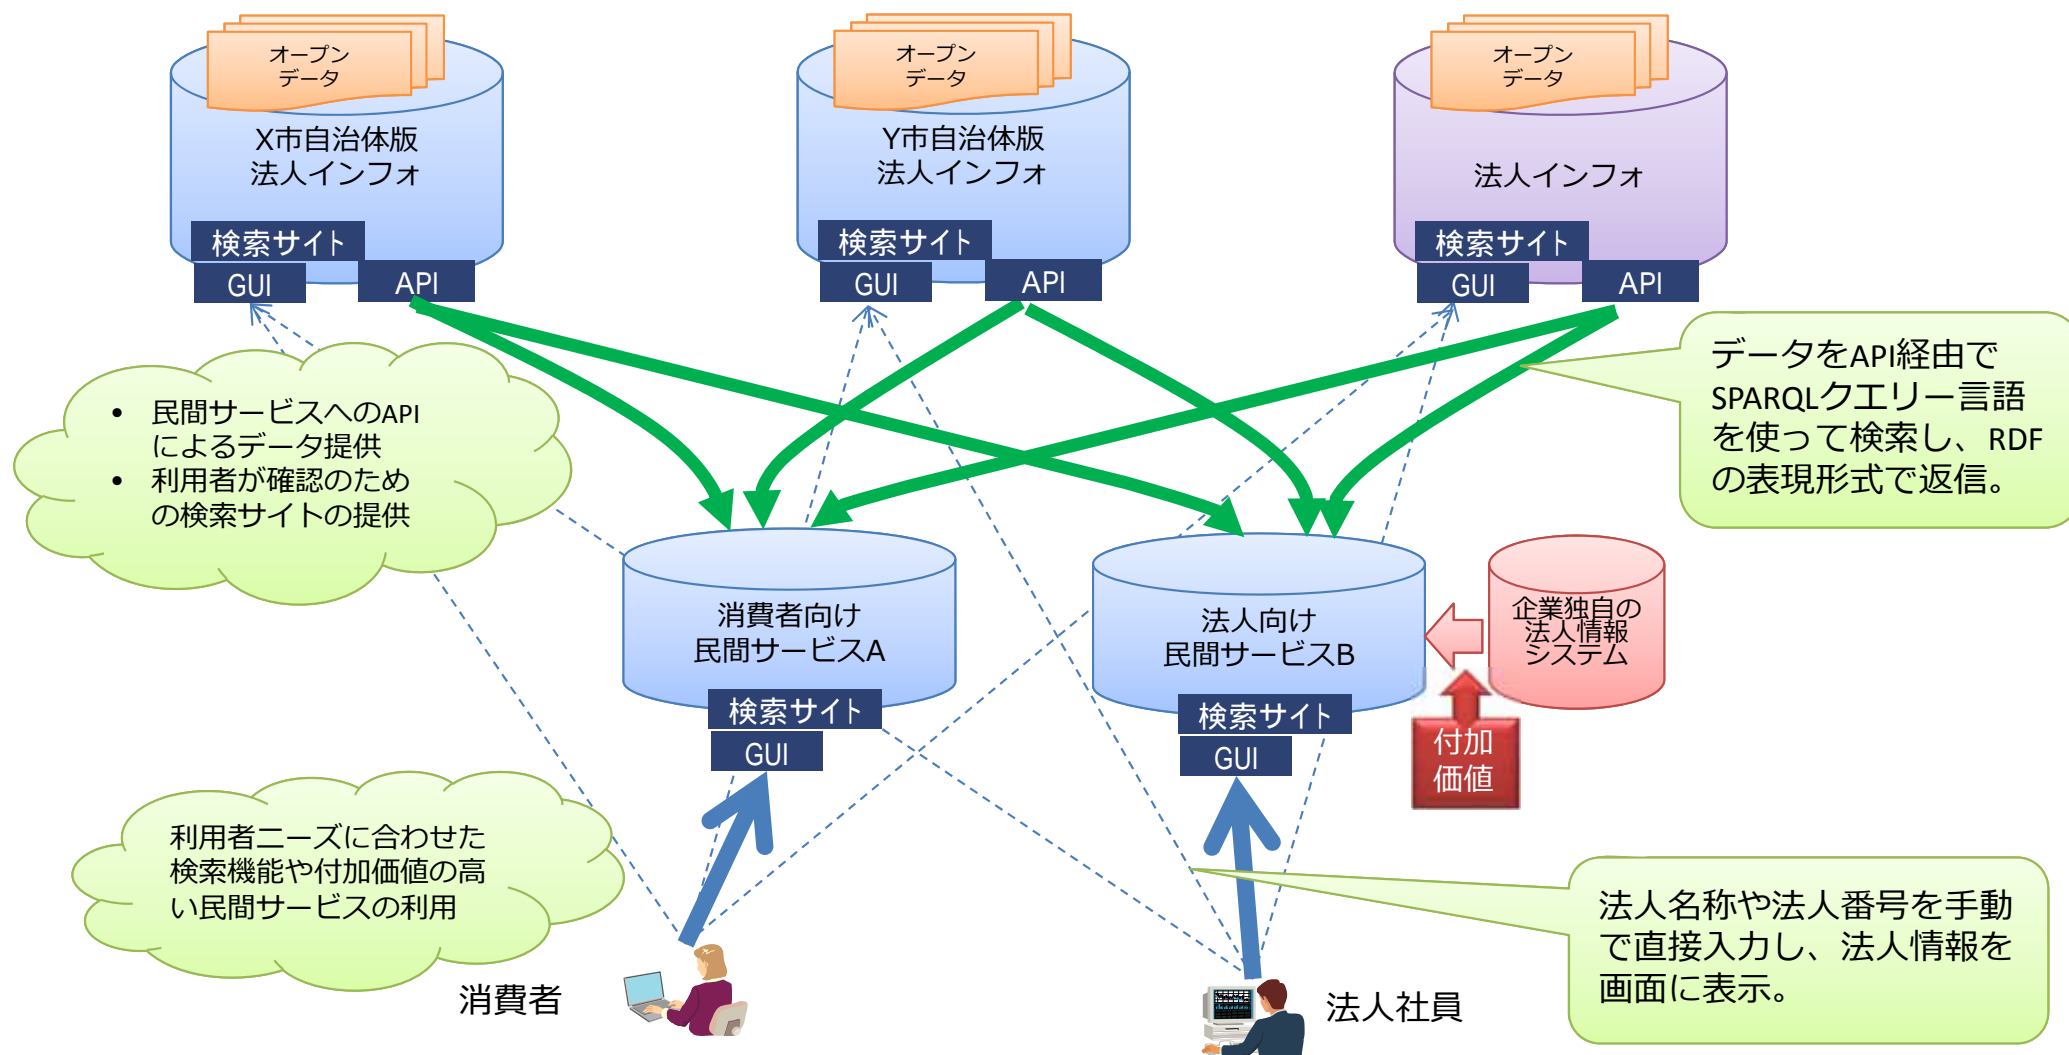 オープン
データ
X市自治体版
法人インフォ
検索サイト
GUI
API
オープン
データ
Y市自治体版
法人インフォ
検索サイト
GUI
API
オープン
データ
法人インフォ
検索サイト
GUI
API
• 民間サービスへのAPI
によるデータ提供
• 利用者が確認のため
の検索サイトの提供
データをAPI経由で
SPARQLクエリー言語
を使って検索し、RDF
の表現形式で返信。
消費者向け
民間サービスA
検索サイト
GUI
法人向け
民間サービスB
検索サイト
GUI
企業独自の
法人情報
システム
付加
価値
利用者ニーズに合わせた
検索機能や付加価値の高
い民間サービスの利用
法人名称や法人番号を手動
で直接入力し、法人情報を
画面に表示。
消費者
法人社員